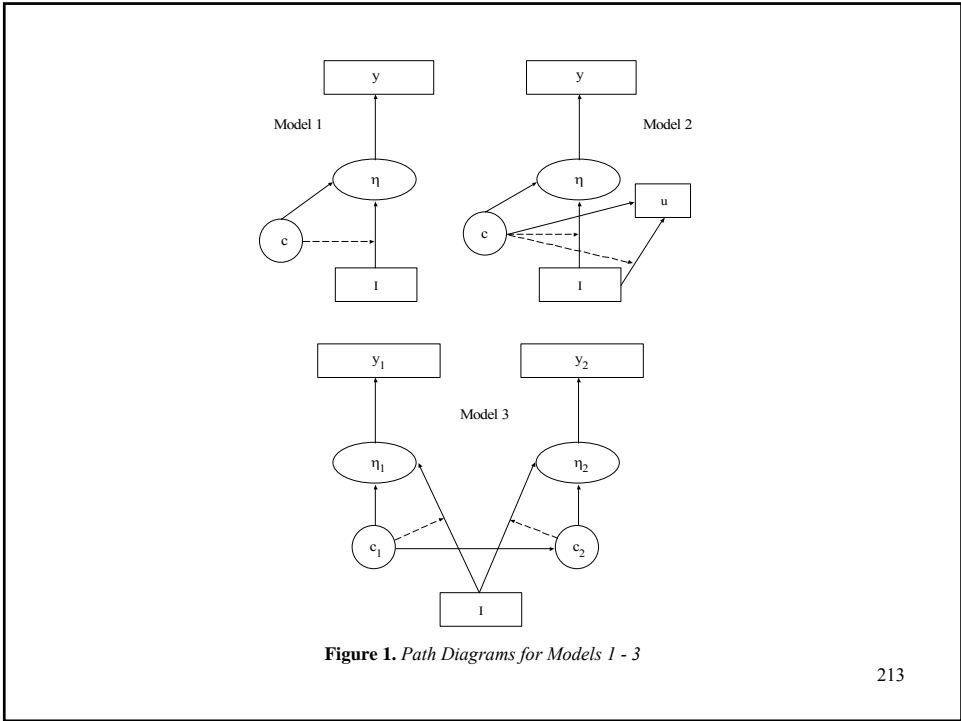 y
Model 1
η
c
I
y
Model 2
η
u
c
I
y₁
y₂
Model 3
η₁
η₂
c₁
c₂
I
Figure 1. Path Diagrams for Models 1 - 3
213